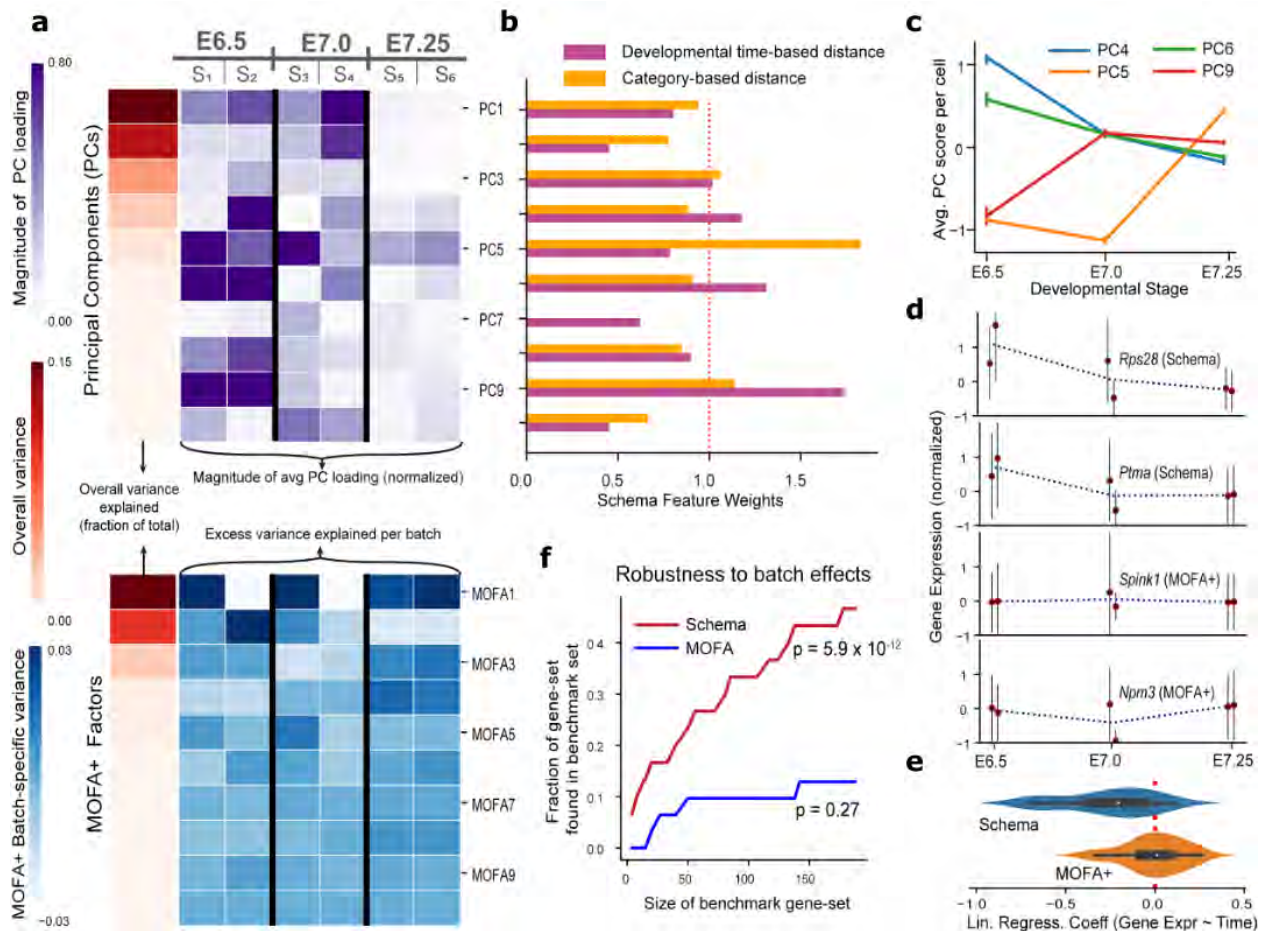 a
E6.5
E7.0
E7.25
S1
S2
S3
S4
S5
S6
0.80
Magnitude of PC loading
0.00
0.15
Overall variance
0.00
0.03
MOFA+ Batch-specific variance
−0.03
Principal Components (PCs)
Overall variance
explained
(fraction of total)
Magnitude of avg PC loading (normalized)
Excess variance explained per batch
MOFA+ Factors
MOFA1
MOFA3
MOFA5
MOFA7
MOFA9
b
Developmental time-based distance
Category-based distance
PC1
PC3
PC5
PC7
PC9
0.0
0.5
1.0
1.5
Schema Feature Weights
c
PC4
PC6
PC5
PC9
Avg. PC score per cell
1
0
−1
E6.5
E7.0
E7.25
Developmental Stage
d
Gene Expression (normalized)
1
0
−1
Rps28 (Schema)
1
0
−1
Ptma (Schema)
1
0
−1
Spink1 (MOFA+)
1
0
−1
Npm3 (MOFA+)
E6.5
E7.0
E7.25
e
Schema
MOFA+
−1.0
−0.5
0.0
0.5
Lin. Regress. Coeff (Gene Expr ~ Time)
f
Robustness to batch effects
Schema
MOFA
p = 5.9 x 10-12
p = 0.27
Fraction of gene-set
found in benchmark set
0.4
0.3
0.2
0.1
0.0
0
50
100
150
Size of benchmark gene-set